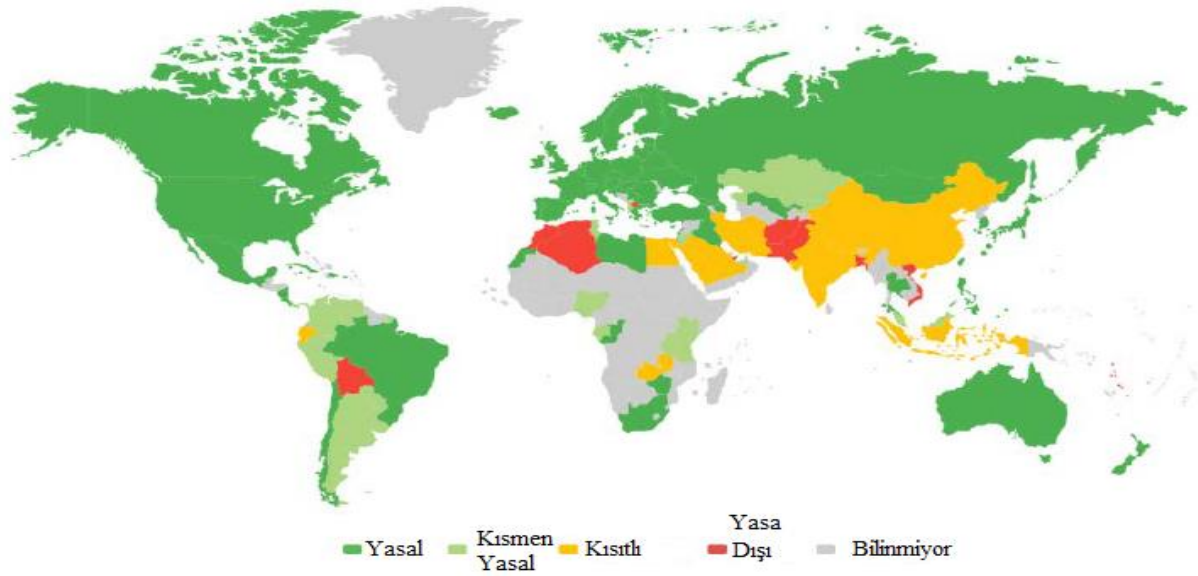 Yasal
Kısmen
Yasal
Kısıtlı
Yasa
Dışı
Bilinmiyor